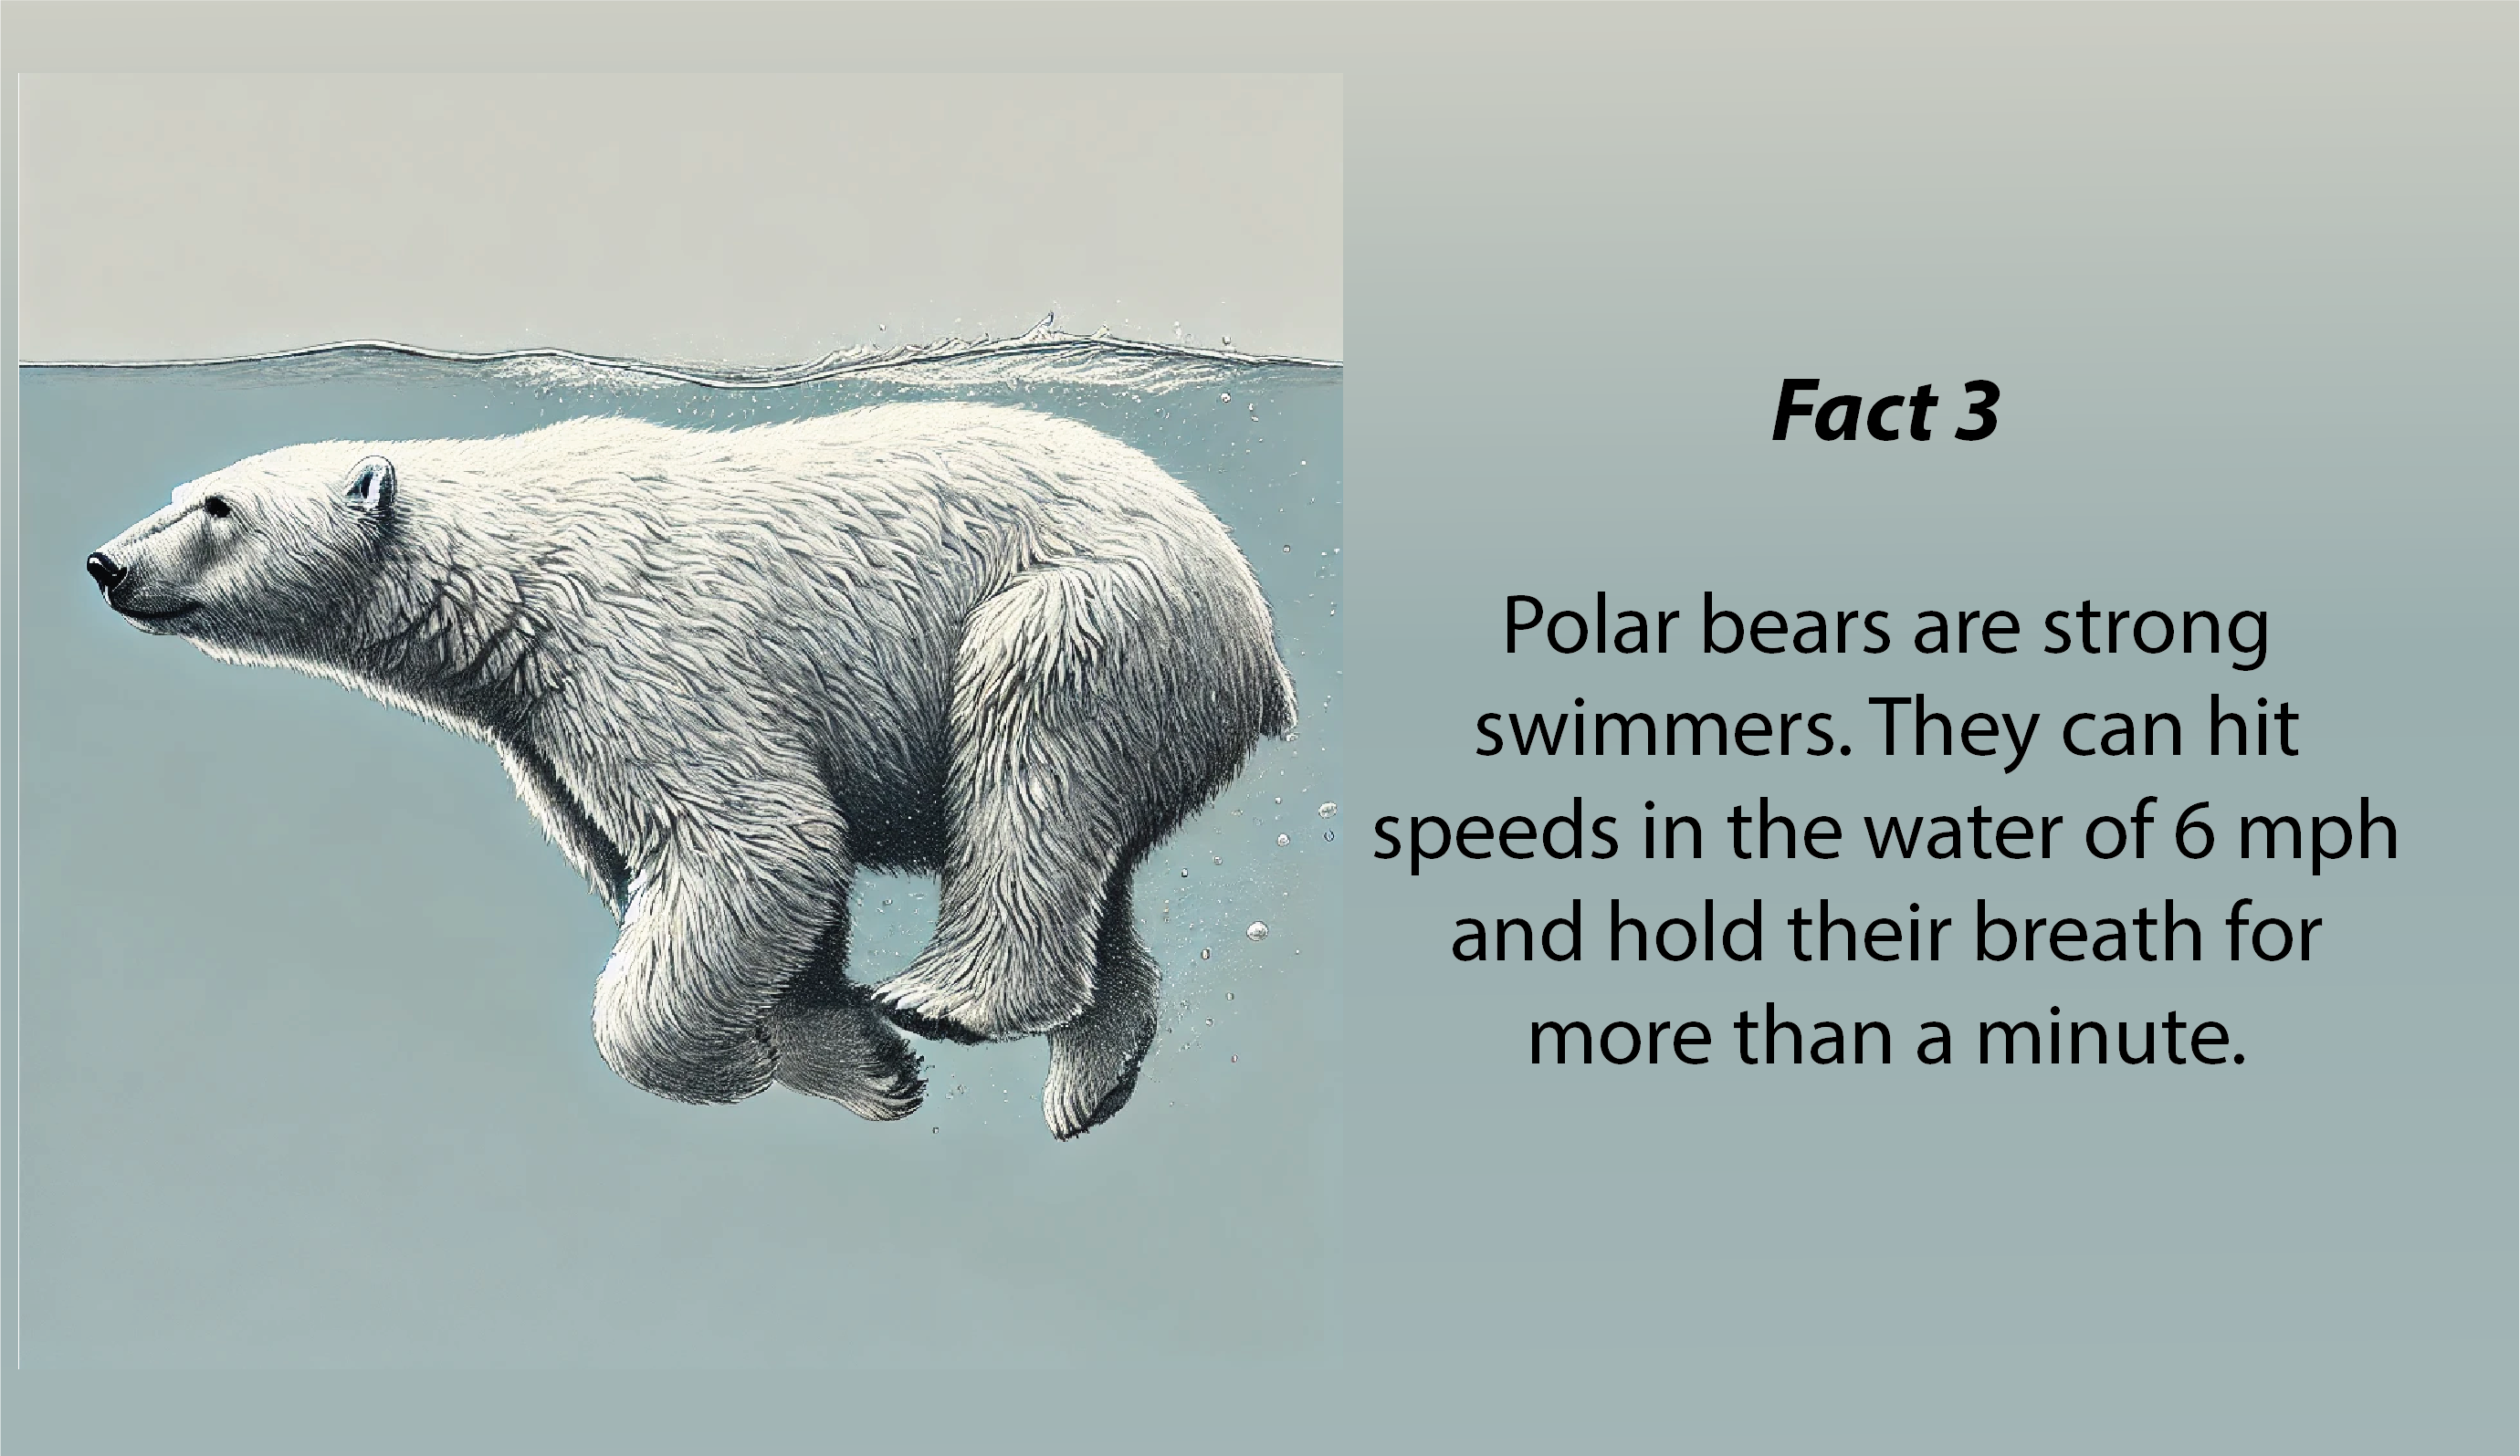 Fact 3
Polar bears are strong
swimmers. They can hit
speeds in the water of 6 mph
and hold their breath for
more than a minute.